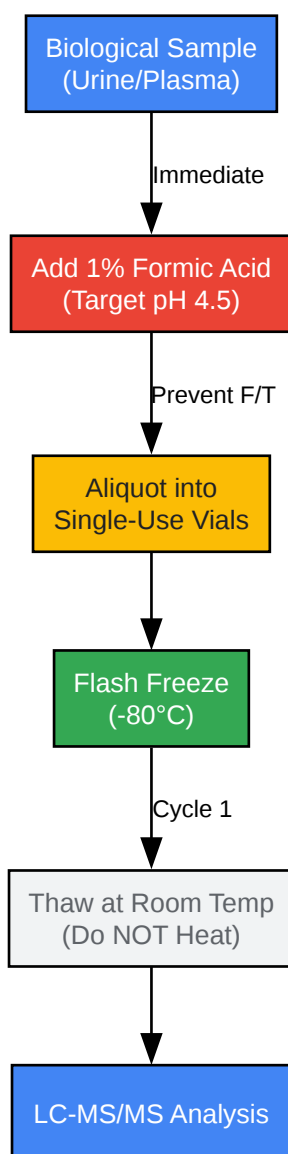 Biological Sample
(Urine/Plasma)
Immediate
Add 1% Formic Acid
(Target pH 4.5)
Prevent F/T
Aliquot into
Single-Use Vials
Flash Freeze
(-80°C)
Cycle 1
Thaw at Room Temp
(Do NOT Heat)
LC-MS/MS Analysis